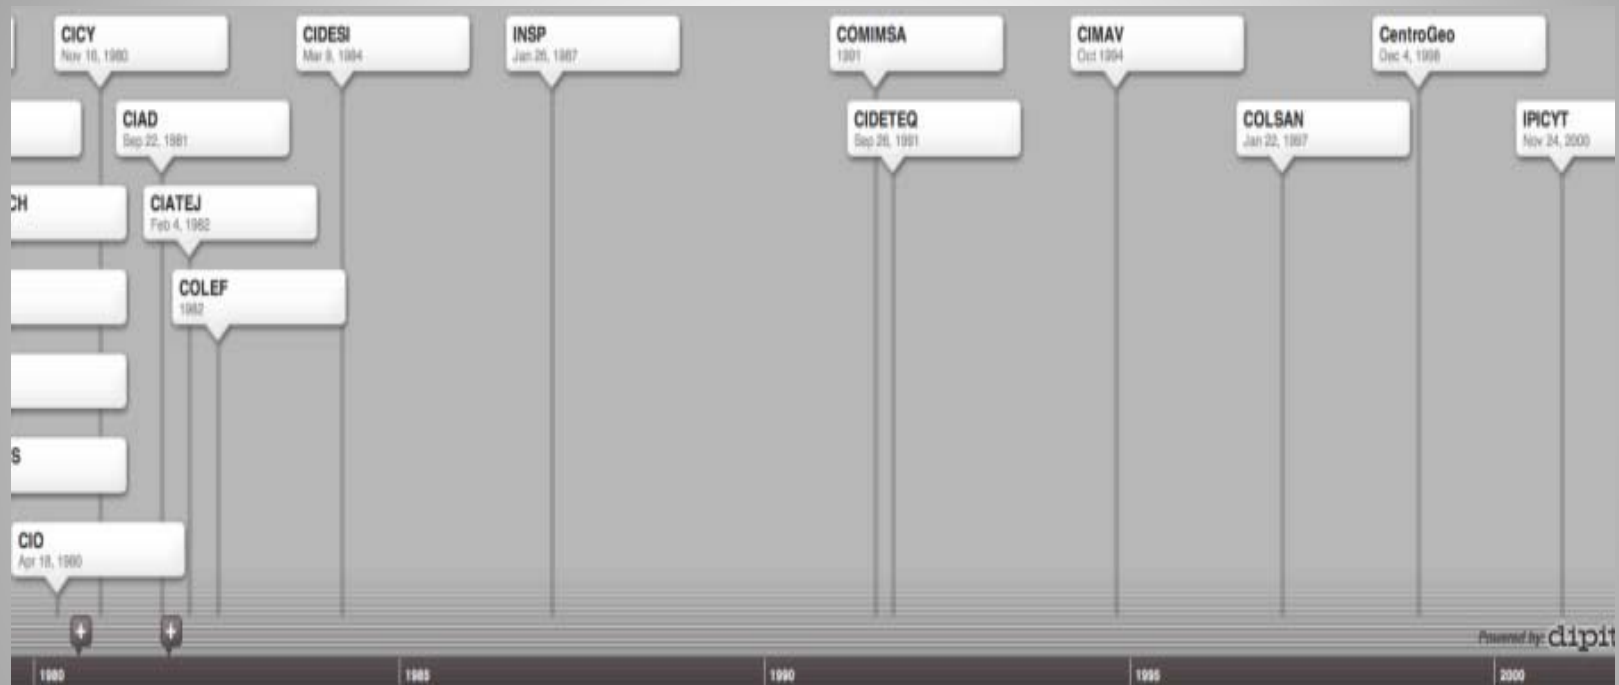 CICY
Nov 18, 1980
CIDESI
Mar 9, 1984
INSP
Jan 26, 1987
COMIMSA
1991
CIMAV
Oct 1994
CentroGeo
Dec 4, 1998
CIAD
Sep 22, 1981
CIDETEQ
Sep 26, 1991
COLSAN
Jan 22, 1997
IPICYT
Nov 24, 2000
CH
CIATEJ
Feb 4, 1982
COLEF
1982
S
CIO
Apr 18, 1980
Powered by: dipit
1980
1985
1990
1995
2000